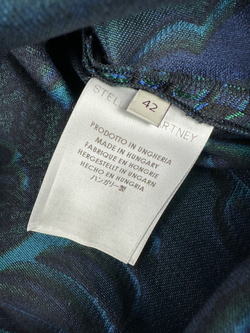 42
STEL RTNEY
PRODOTTO IN UNGHERIA
MADE IN HUNGARY
FABRIQUE EN HONGRIE
HERGESTELLT IN UNGARN
HECHO EN HUNGRIA
ハンガリー製